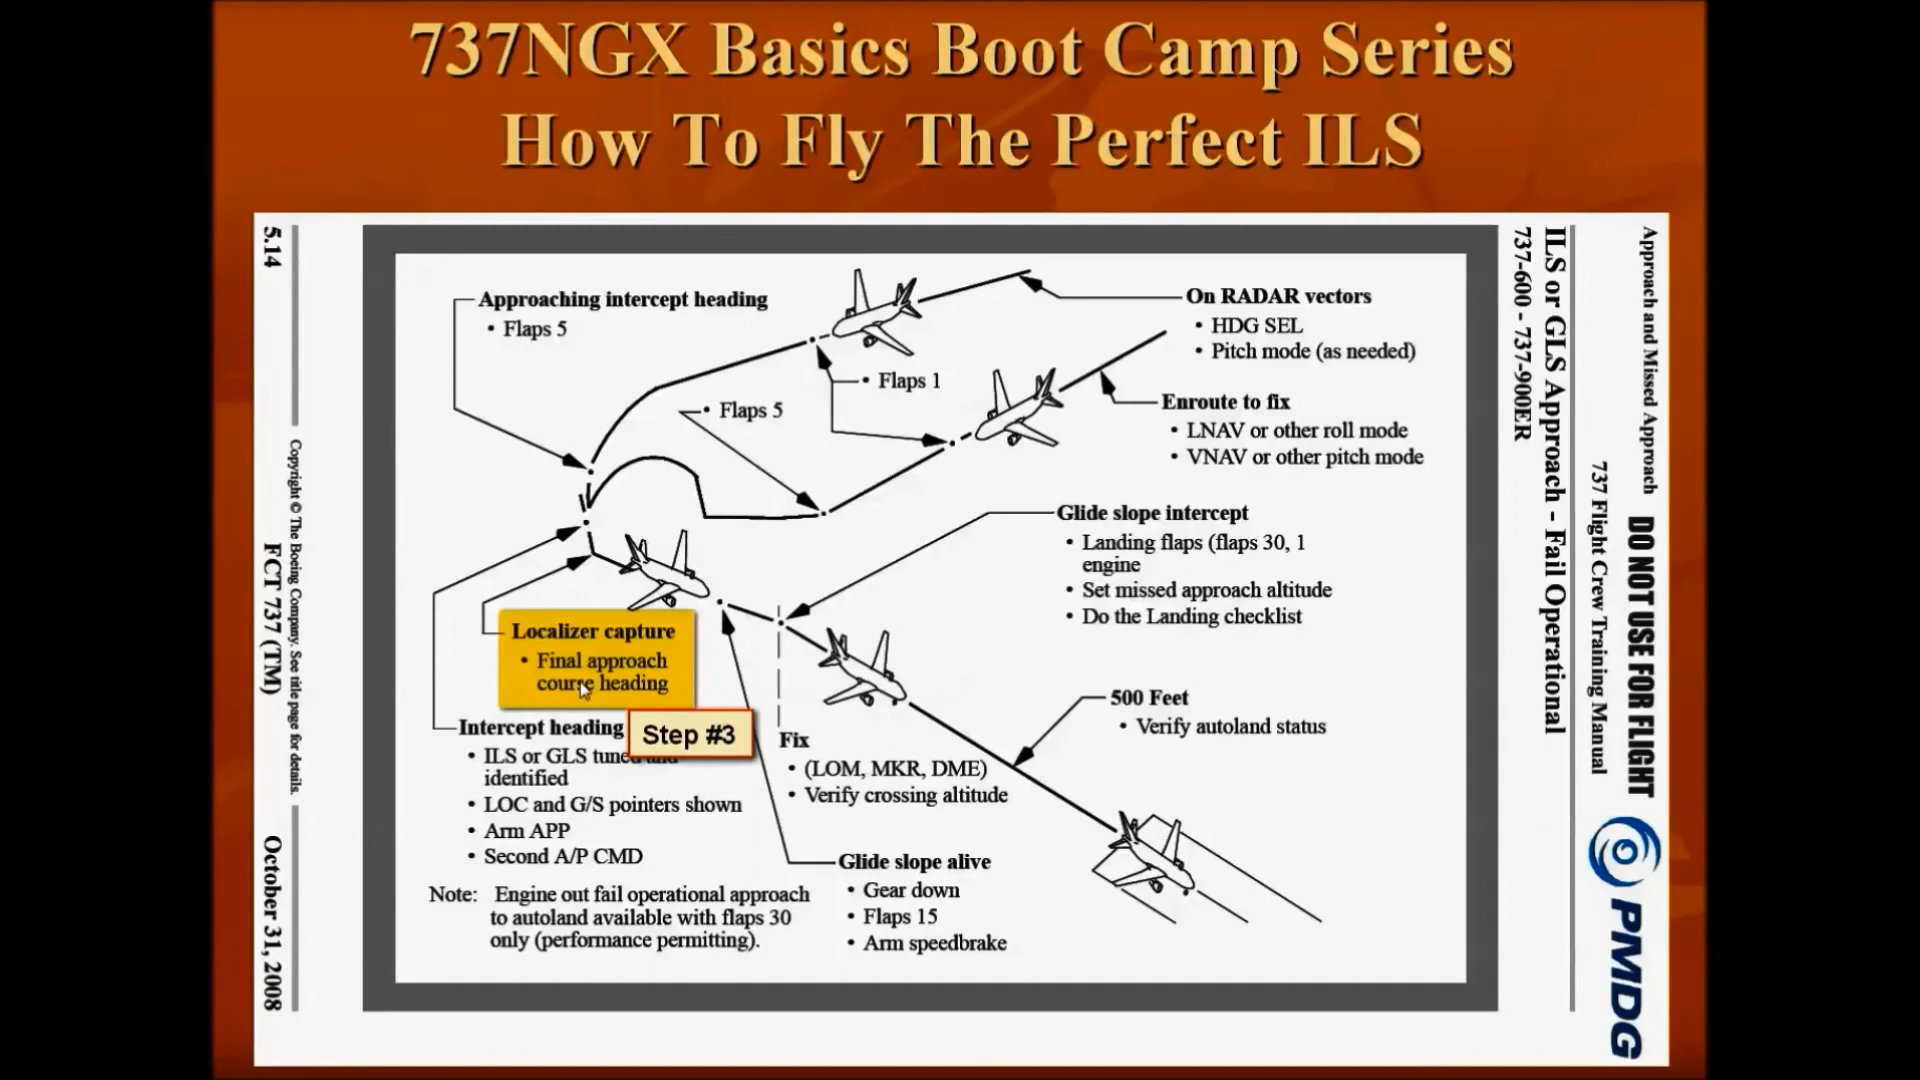 737NGX Basics Boot Camp Series
How To Fly The Perfect ILS
5.14
Copyright © The Boeing Company. See title page for details.
FCT 737 (TM)
October 31, 2008
Approaching intercept heading
• Flaps 5
On RADAR vectors
• HDG SEL
• Pitch mode (as needed)
• Flaps 1
• Flaps 5
Enroute to fix
• LNAV or other roll mode
• VNAV or other pitch mode
Glide slope intercept
• Landing flaps (flaps 30, 1
engine
• Set missed approach altitude
• Do the Landing checklist
Localizer capture
• Final approach
course heading
Step #3
Intercept heading
• ILS or GLS tuned and
identified
• LOC and G/S pointers shown
• Arm APP
• Second A/P CMD
Fix
• (LOM, MKR, DME)
• Verify crossing altitude
500 Feet
• Verify autoland status
Glide slope alive
• Gear down
• Flaps 15
• Arm speedbrake
Note: Engine out fail operational approach
to autoland available with flaps 30
only (performance permitting).
ILS or GLS Approach - Fail Operational
737-600 - 737-900ER
Approach and Missed Approach
737 Flight Crew Training Manual
DO NOT USE FOR FLIGHT
PMDG